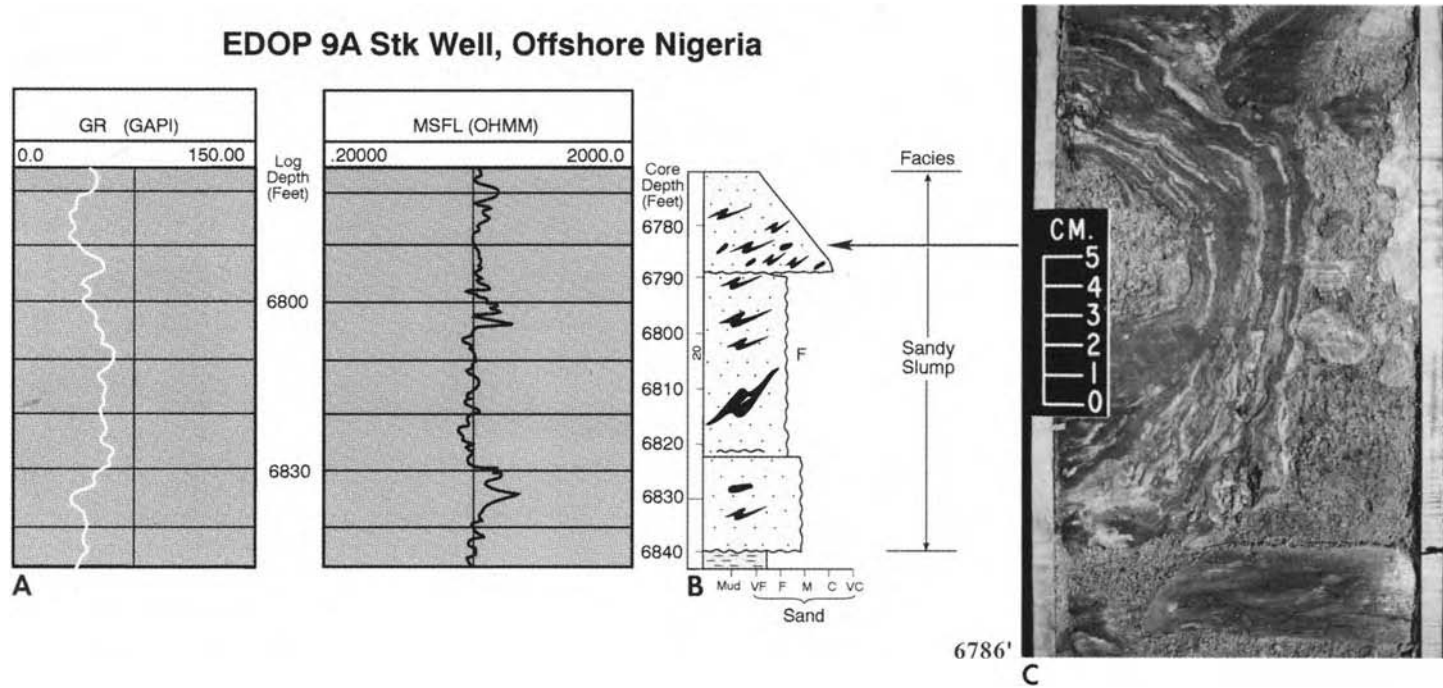 EDOP 9A Stk Well, Offshore Nigeria
GR (GAPI)
0.0 150.00
Log
Depth
(Feet)
6800
6830
A
MSFL (OHMM)
.20000 2000.0
Core
Depth
(Feet)
6780
6790
6800
6810
6820
6830
6840
20
F
Mud VF F M C VC
Sand
B
Facies
Sandy
Slump
CM.
5
4
3
2
1
0
6786'
C